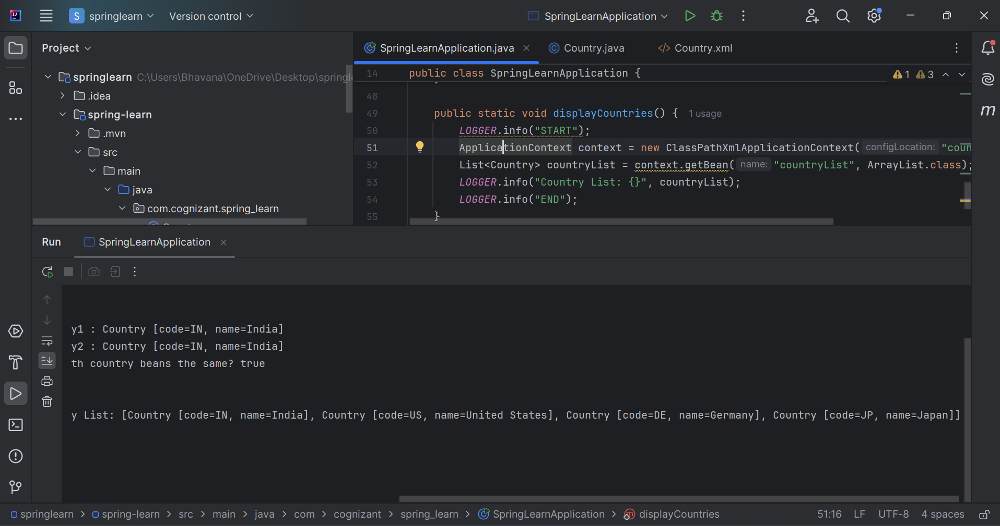 S springlearn Version control SpringLearnApplication
Project
SpringLearnApplication.java Country.java Country.xml
springlearn C:\Users\Bhavana\OneDrive\Desktop\springle
.idea
spring-learn
.mvn
src
main
java
com.cognizant.spring_learn
14 public class SpringLearnApplication { 1 3
48
49 public static void displayCountries() { 1 usage
50 LOGGER.info("START");
51 ApplicationContext context = new ClassPathXmlApplicationContext( configLocation: "coun
52 List<Country> countryList = context.getBean( name: "countryList", ArrayList.class);
53 LOGGER.info("Country List: {}", countryList);
54 LOGGER.info("END");
55 }
Run SpringLearnApplication
y1 : Country [code=IN, name=India]
y2 : Country [code=IN, name=India]
th country beans the same? true
y List: [Country [code=IN, name=India], Country [code=US, name=United States], Country [code=DE, name=Germany], Country [code=JP, name=Japan]]
springlearn > spring-learn > src > main > java > com > cognizant > spring_learn > SpringLearnApplication > displayCountries 51:16 LF UTF-8 4 spaces